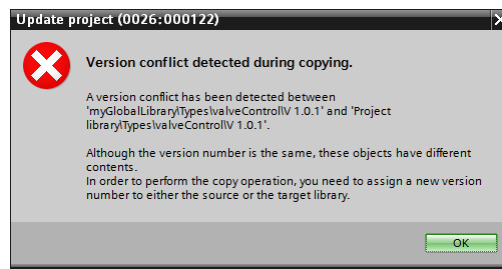 Update project (0026:000122)
Version conflict detected during copying.
A version conflict has been detected between
'myGlobalLibrary\Types\valveControl\V 1.0.1' and 'Project
library\Types\valveControl\V 1.0.1'.
Although the version number is the same, these objects have different
contents.
In order to perform the copy operation, you need to assign a new version
number to either the source or the target library.
OK